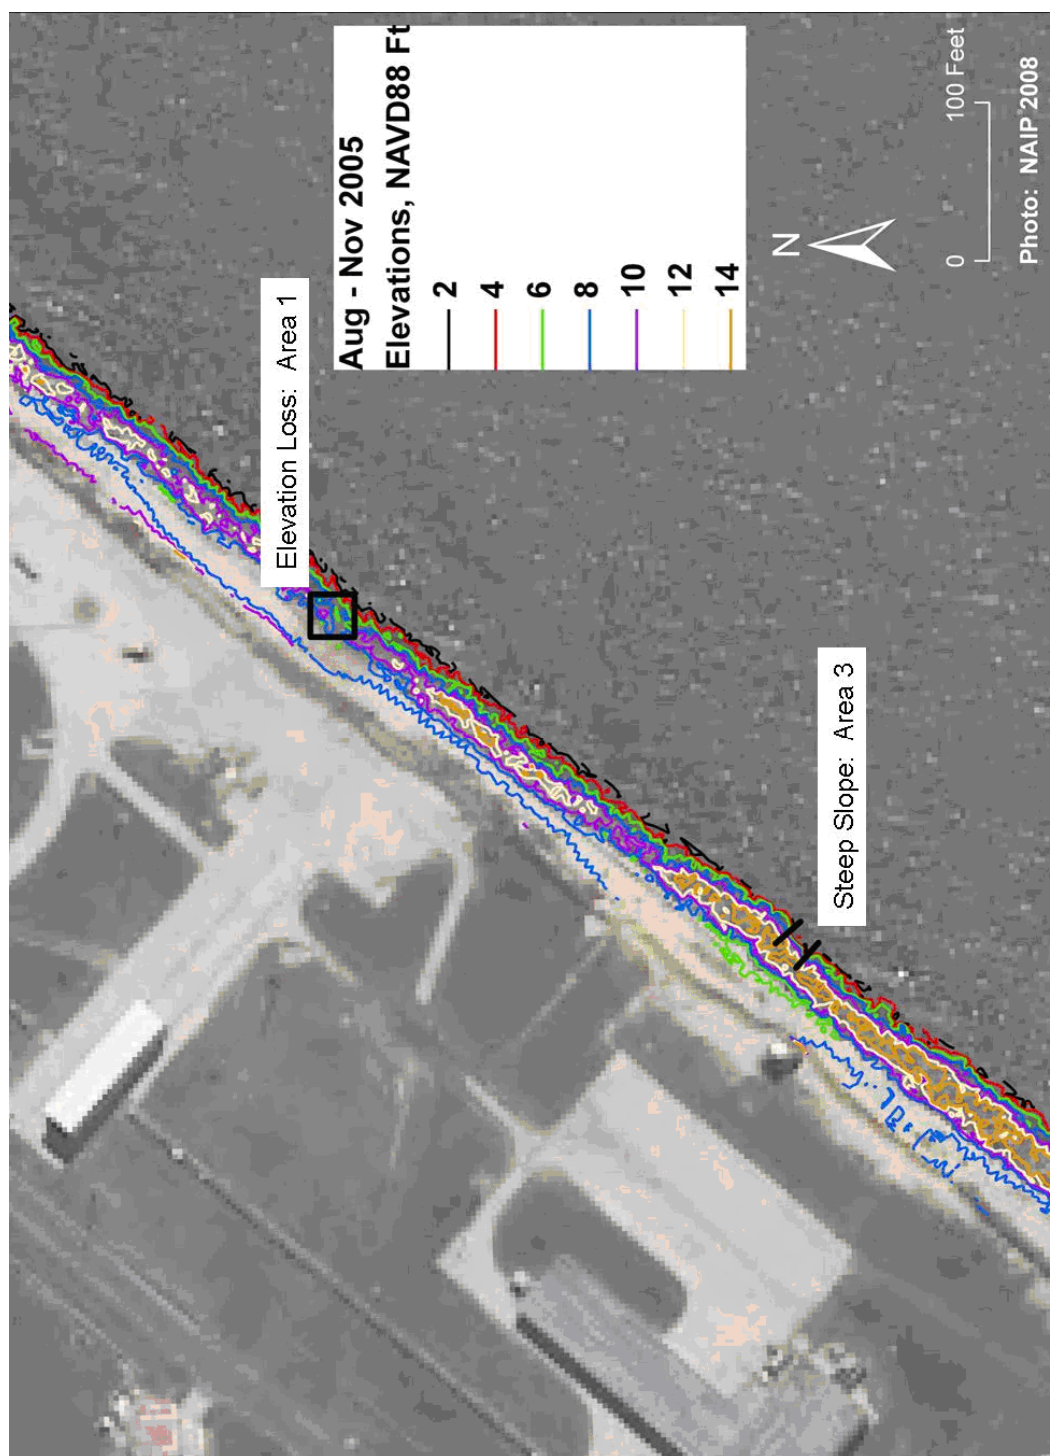 Aug - Nov 2005
Elevations, NAVD88 Ft
2
4
6
8
10
12
14
Elevation Loss: Area 1
Steep Slope: Area 3
N
0 100 Feet
Photo: NAIP 2008